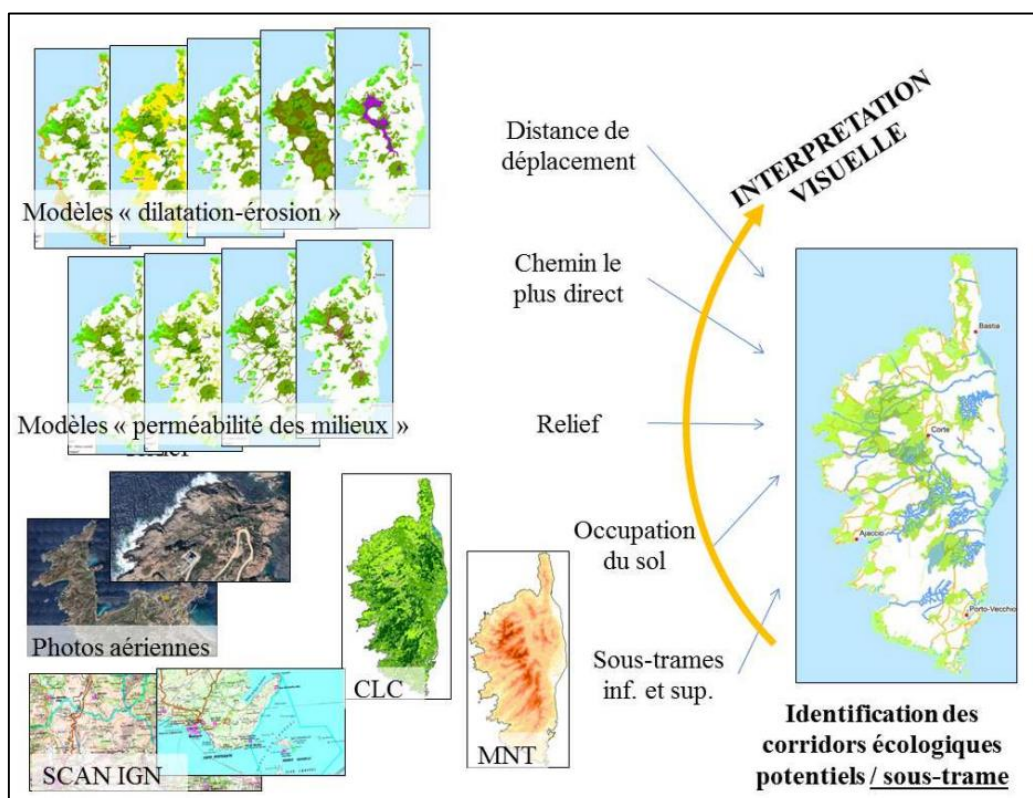 Modèles « dilatation-érosion »
Modèles « perméabilité des milieux »
Photos aériennes
SCAN IGN
CLC
MNT
Distance de
déplacement
Chemin le
plus direct
Relief
Occupation
du sol
Sous-trames
inf. et sup.
INTERPRETATION
VISUELLE
Bastia
Corte
Ajaccio
Porto-Vecchio
Identification des
corridors écologiques
potentiels / sous-trame